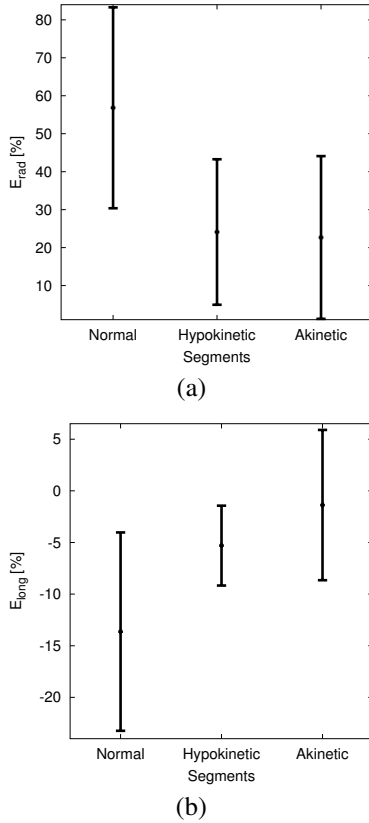 80
70
60
50
40
30
20
10
E_rad [%]
Normal Hypokinetic Akinetic
Segments
(a)
5
0
-5
-10
-15
-20
E_long [%]
Normal Hypokinetic Akinetic
Segments
(b)